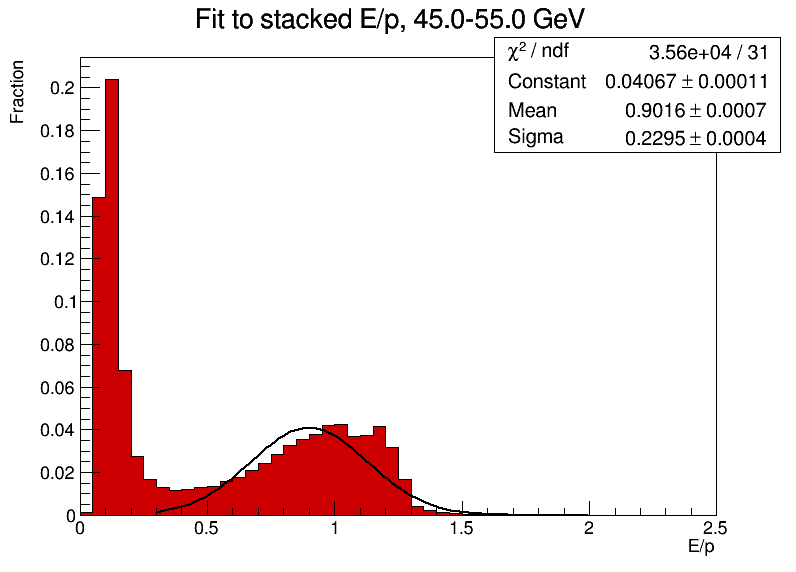 Fit to stacked E/p, 45.0-55.0 GeV
χ² / ndf 3.56e+04 / 31
Constant 0.04067 ± 0.00011
Mean 0.9016 ± 0.0007
Sigma 0.2295 ± 0.0004
Fraction
0.2
0.18
0.16
0.14
0.12
0.1
0.08
0.06
0.04
0.02
0
0 0.5 1 1.5 2 2.5
E/p